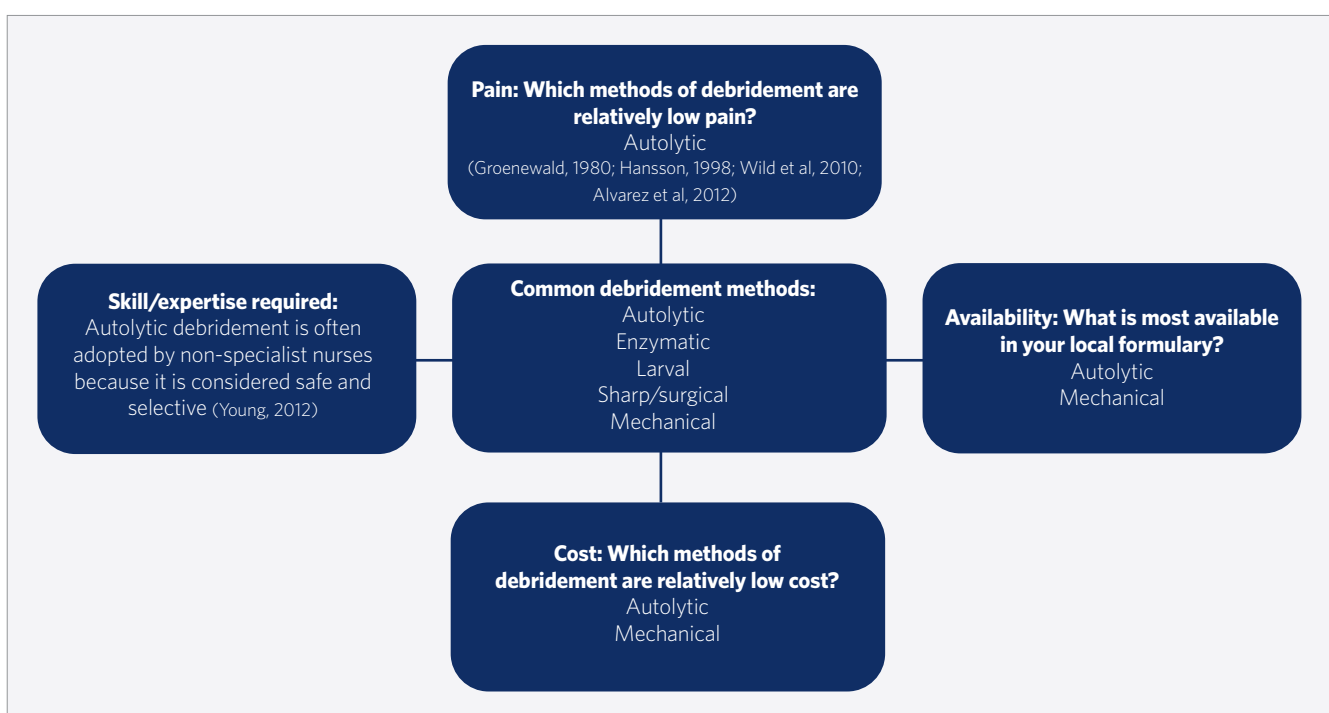 Pain: Which methods of debridement are
relatively low pain?
Autolytic
(Groenewald, 1980; Hansson, 1998; Wild et al, 2010;
Alvarez et al, 2012)
Skill/expertise required:
Autolytic debridement is often
adopted by non-specialist nurses
because it is considered safe and
selective (Young, 2012)
Common debridement methods:
Autolytic
Enzymatic
Larval
Sharp/surgical
Mechanical
Availability: What is most available
in your local formulary?
Autolytic
Mechanical
Cost: Which methods of
debridement are relatively low cost?
Autolytic
Mechanical